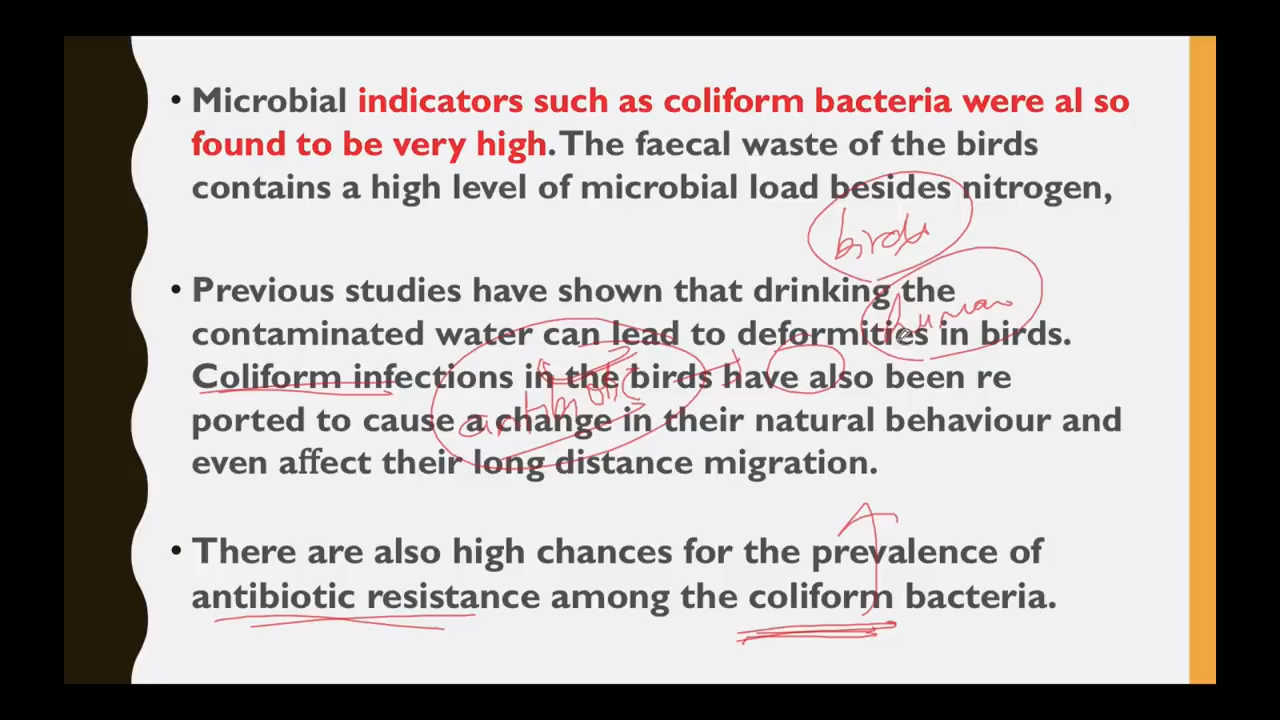 • Microbial indicators such as coliform bacteria were al so
found to be very high. The faecal waste of the birds
contains a high level of microbial load besides nitrogen,
birds
• Previous studies have shown that drinking the
human
contaminated water can lead to deformities in birds.
Coliform infections in the birds have also been re
antibiotic
ported to cause a change in their natural behaviour and
even affect their long distance migration.
• There are also high chances for the prevalence of
antibiotic resistance among the coliform bacteria.